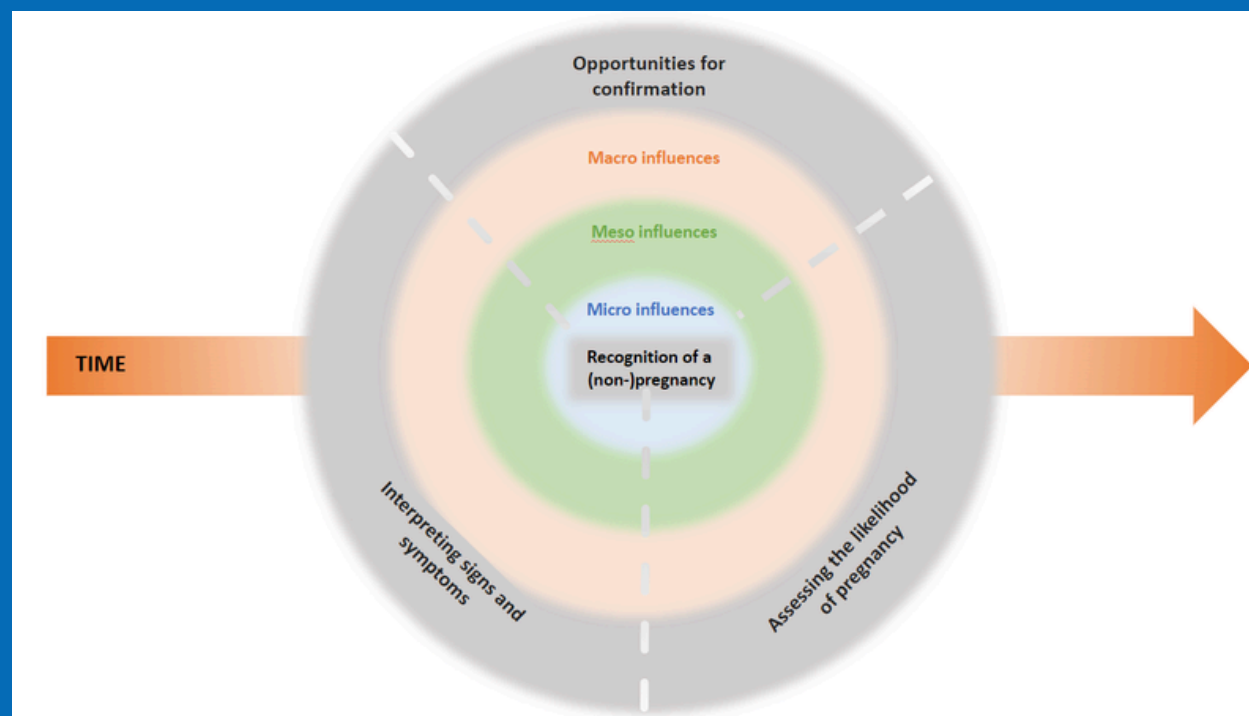 Opportunities for
confirmation
Macro influences
Meso influences
Micro influences
TIME
Recognition of a
(non-)pregnancy
Interpreting signs and
symptoms
Assessing the likelihood
of pregnancy